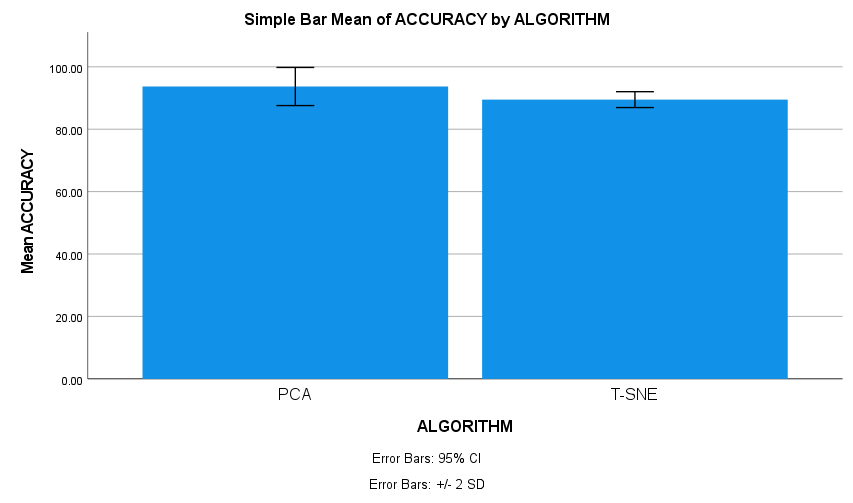 Simple Bar Mean of ACCURACY by ALGORITHM
Mean ACCURACY
100.00
80.00
60.00
40.00
20.00
0.00
PCA
T-SNE
ALGORITHM
Error Bars: 95% CI
Error Bars: +/- 2 SD